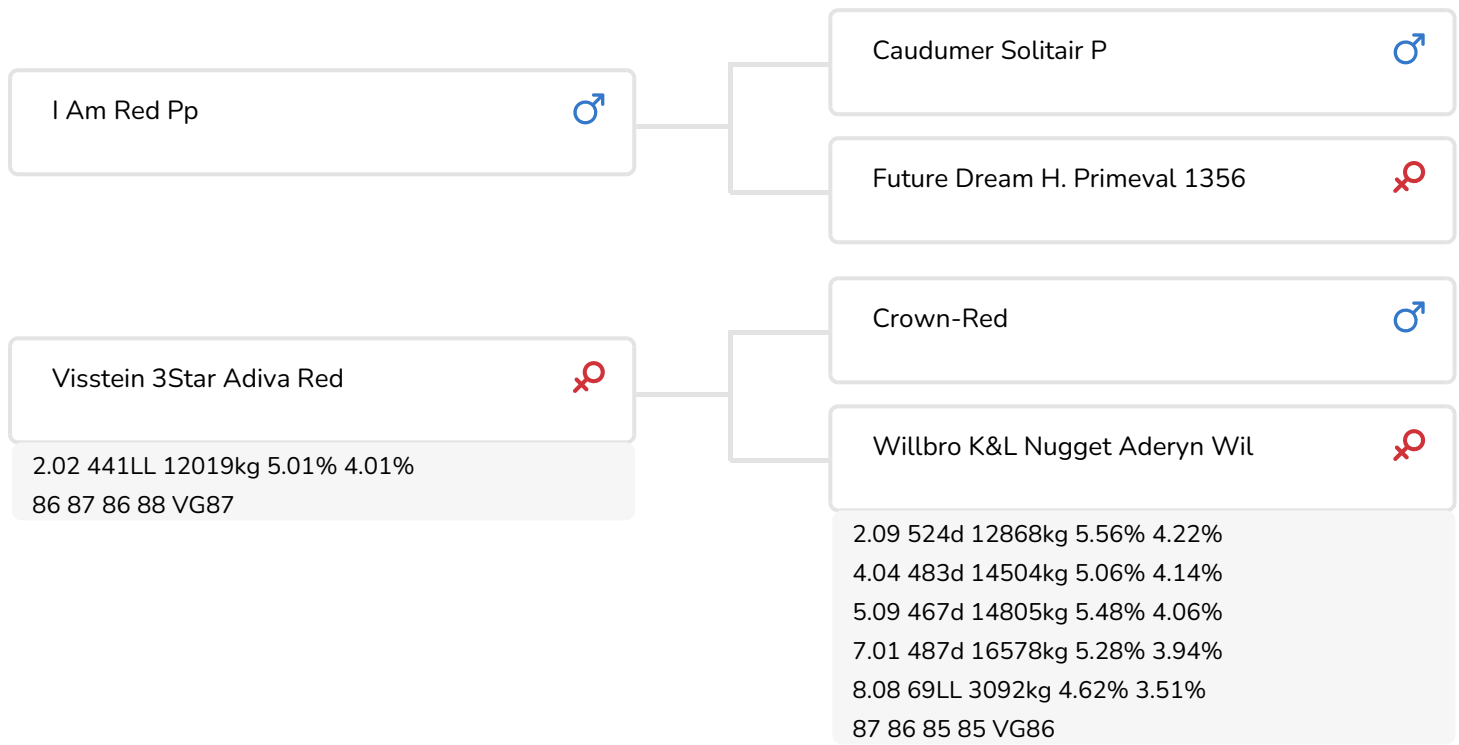 I Am Red Pp
Caudumer Solitair P
Future Dream H. Primeval 1356
Visstein 3Star Adiva Red
2.02 441LL 12019kg 5.01% 4.01%
86 87 86 88 VG87
Crown-Red
Willbro K&L Nugget Aderyn Wil
2.09 524d 12868kg 5.56% 4.22%
4.04 483d 14504kg 5.06% 4.14%
5.09 467d 14805kg 5.48% 4.06%
7.01 487d 16578kg 5.28% 3.94%
8.08 69LL 3092kg 4.62% 3.51%
87 86 85 85 VG86